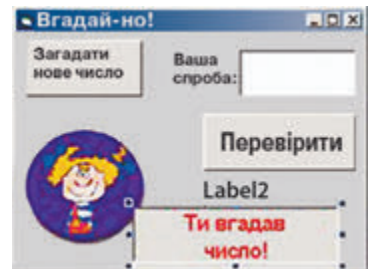 Вгадай-но!
Загадати
нове число
Ваша
спроба:
Перевірити
Label2
Ти вгадав
число!